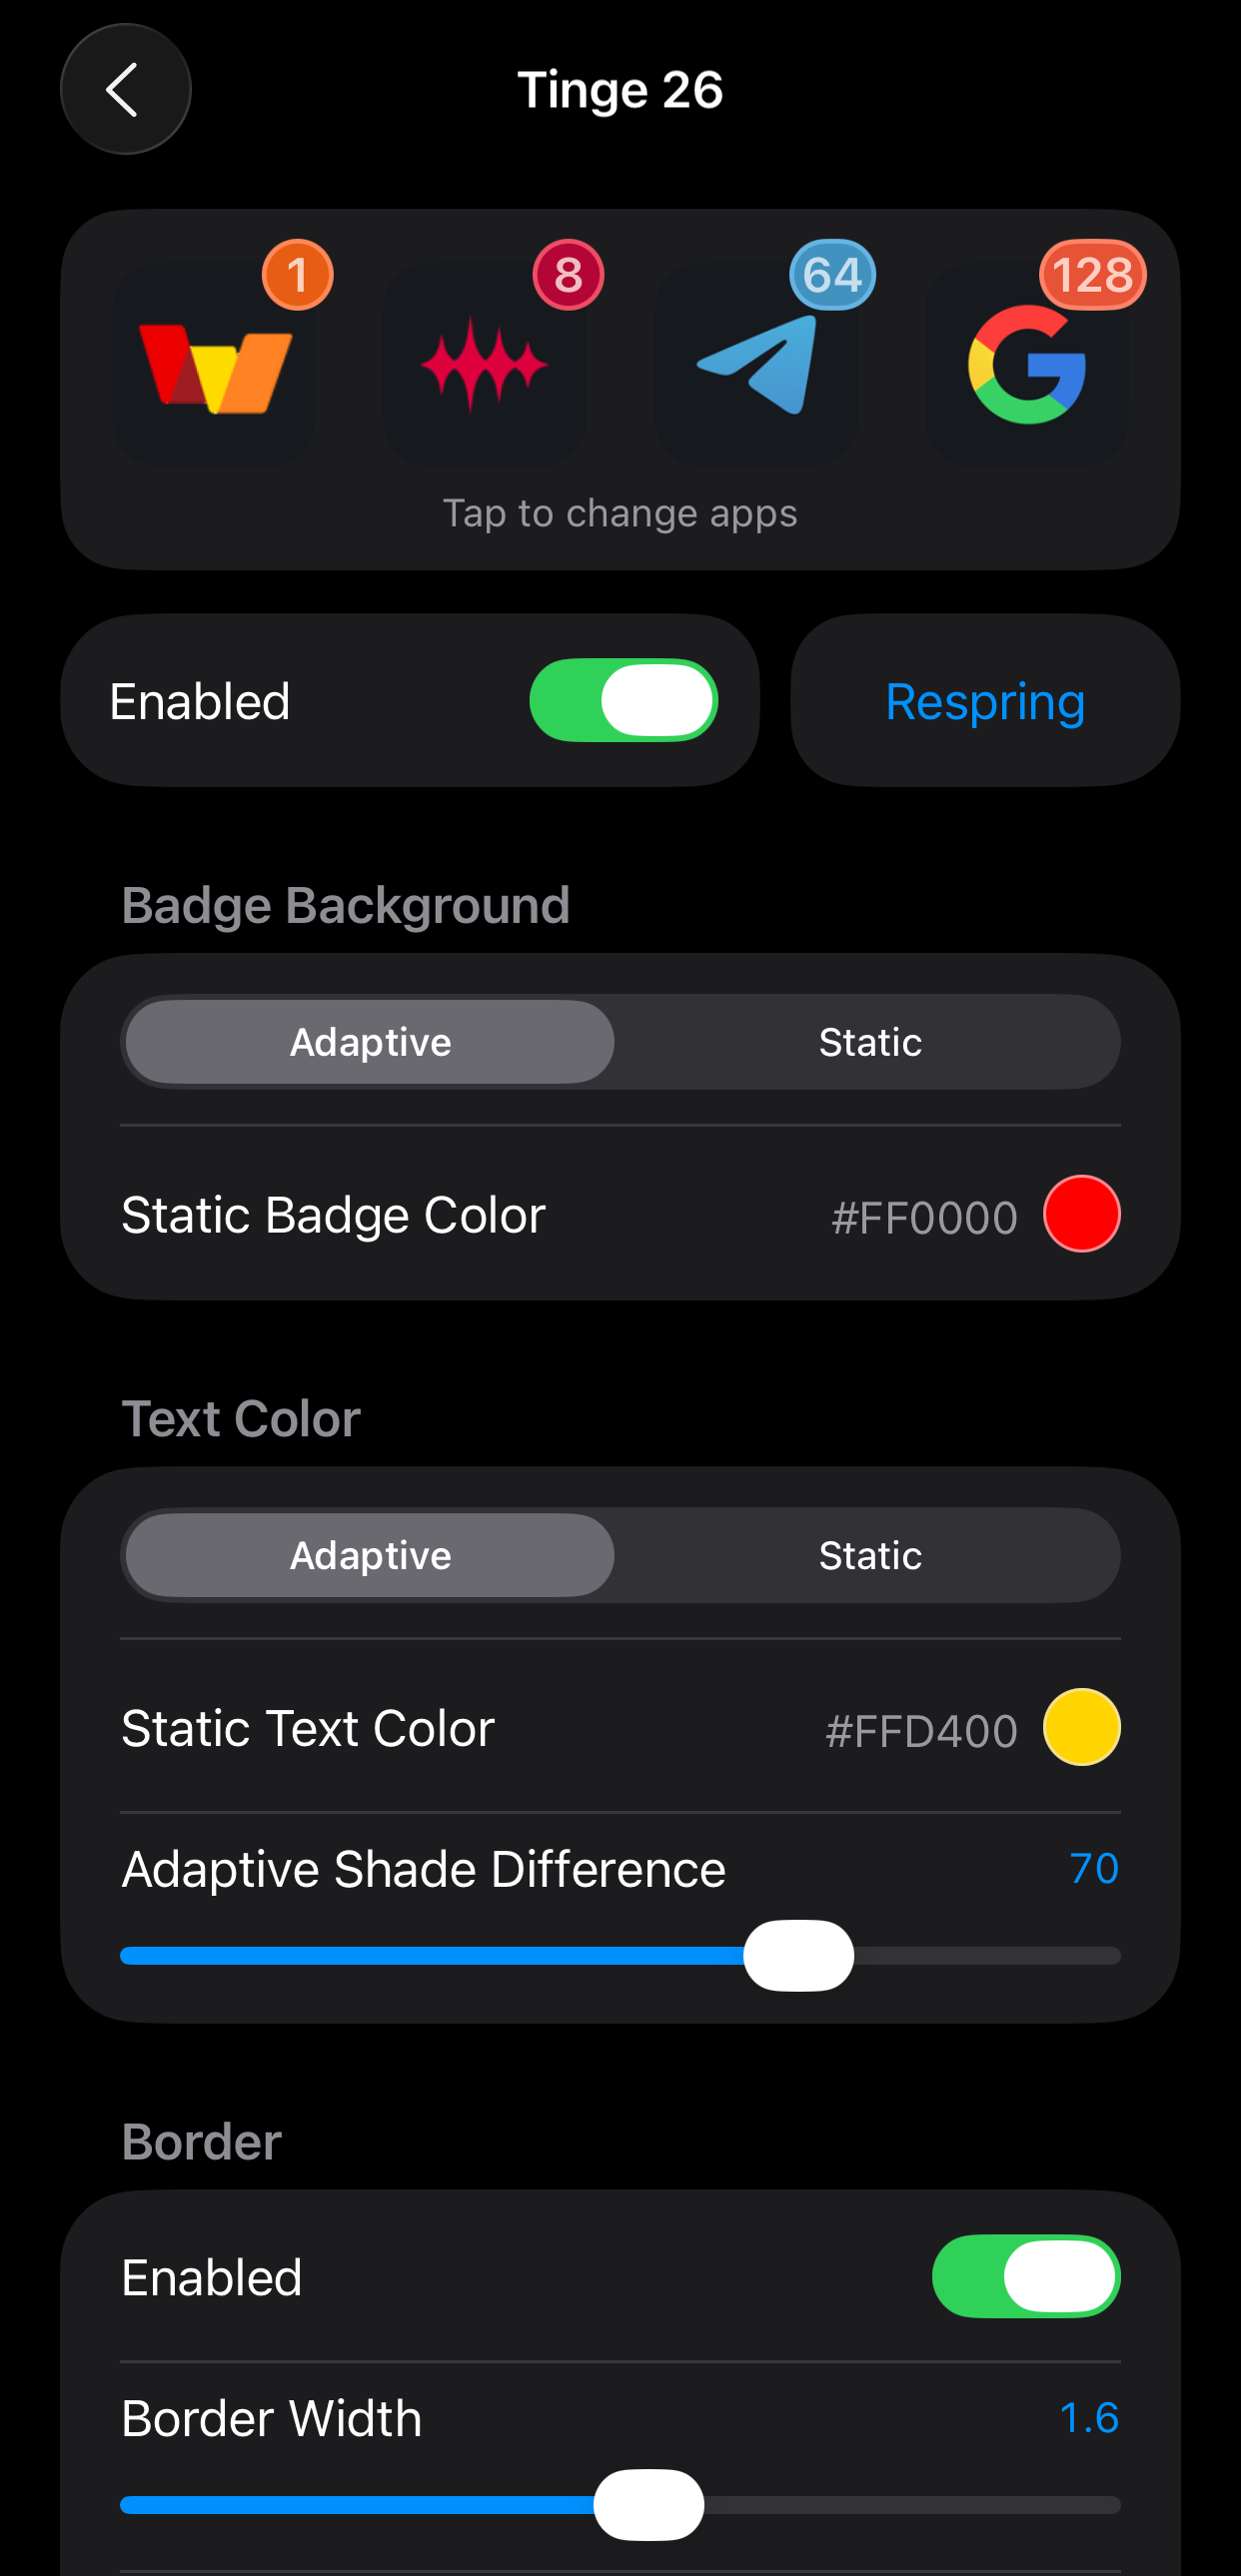 Tinge 26
1
8
64
128
Tap to change apps
Enabled
Respring
Badge Background
Adaptive
Static
Static Badge Color
#FF0000
Text Color
Adaptive
Static
Static Text Color
#FFD400
Adaptive Shade Difference
70
Border
Enabled
Border Width
1.6